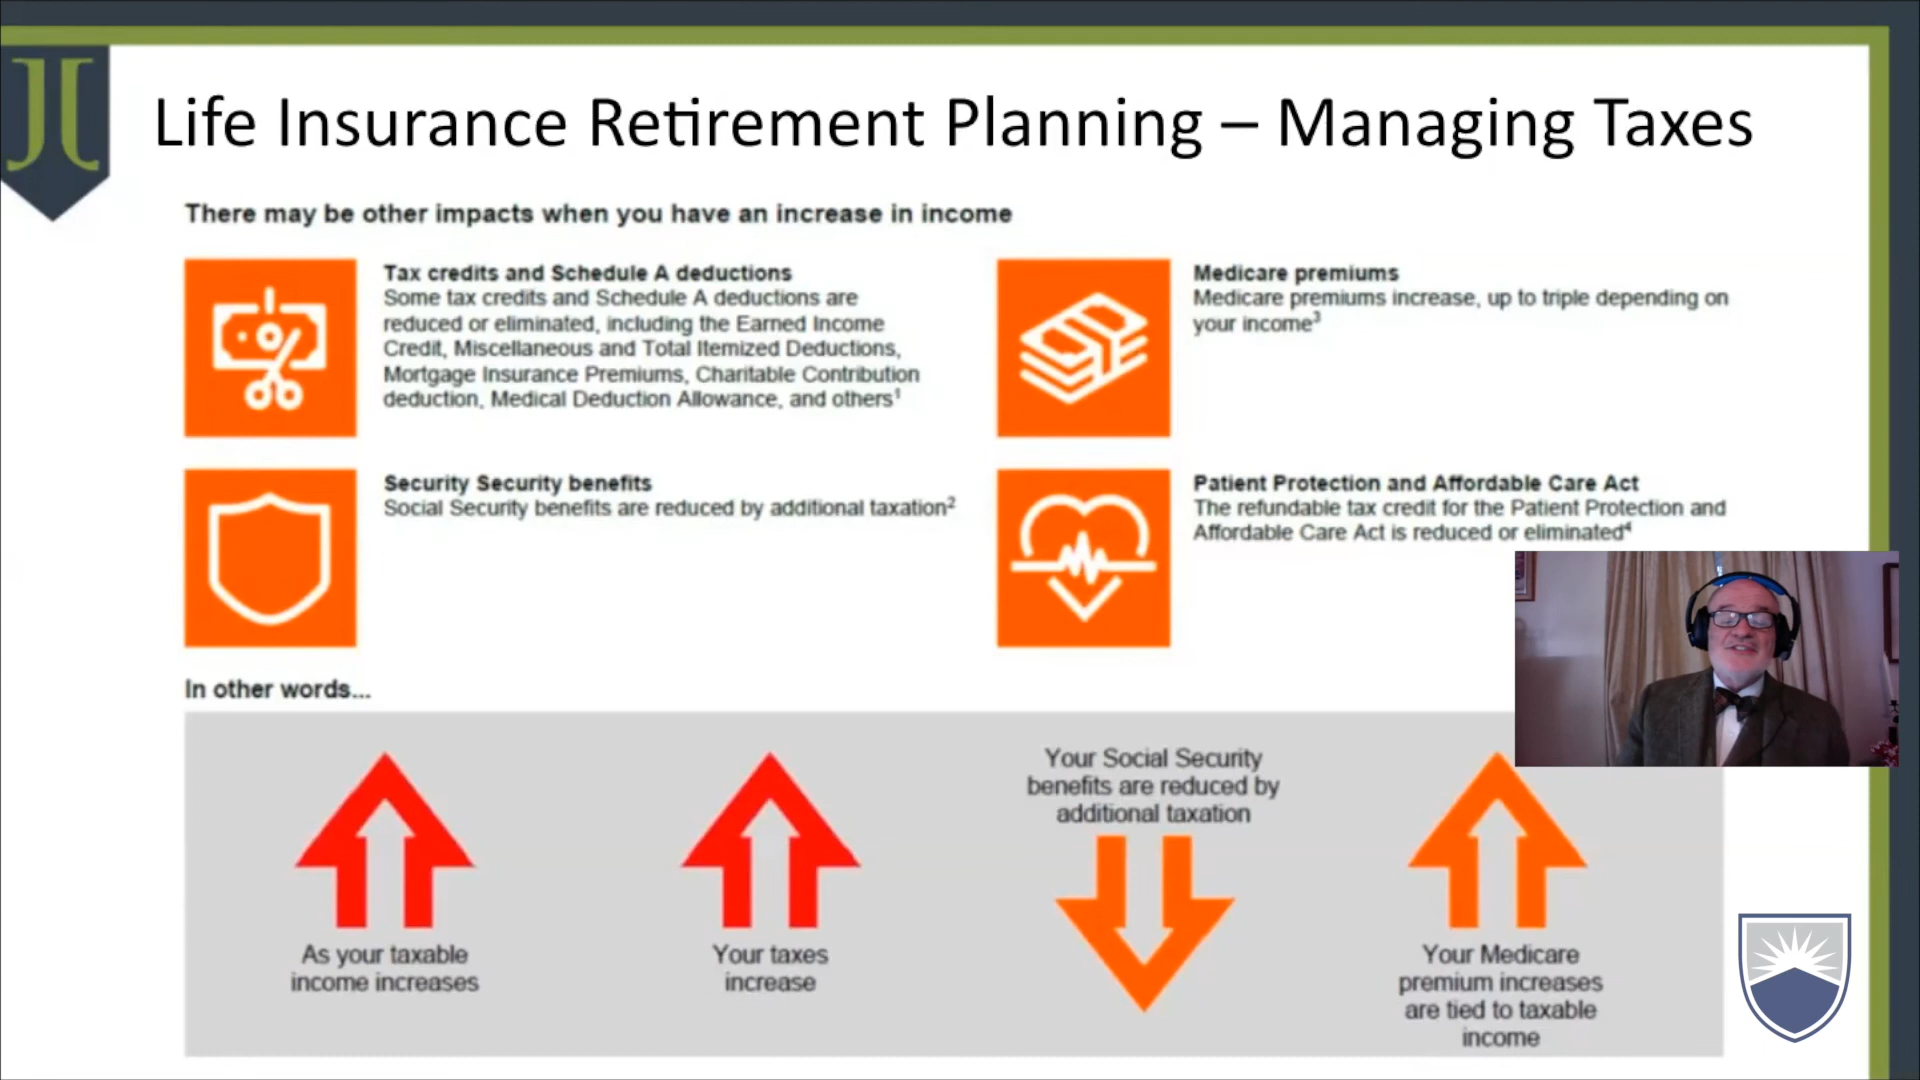 Life Insurance Retirement Planning – Managing Taxes
There may be other impacts when you have an increase in income
Tax credits and Schedule A deductions
Some tax credits and Schedule A deductions are
reduced or eliminated, including the Earned Income
Credit, Miscellaneous and Total Itemized Deductions,
Mortgage Insurance Premiums, Charitable Contribution
deduction, Medical Deduction Allowance, and others¹
Medicare premiums
Medicare premiums increase, up to triple depending on
your income³
Security Security benefits
Social Security benefits are reduced by additional taxation²
Patient Protection and Affordable Care Act
The refundable tax credit for the Patient Protection and
Affordable Care Act is reduced or eliminated⁴
In other words...
As your taxable
income increases
Your taxes
increase
Your Social Security
benefits are reduced by
additional taxation
Your Medicare
premium increases
are tied to taxable
income